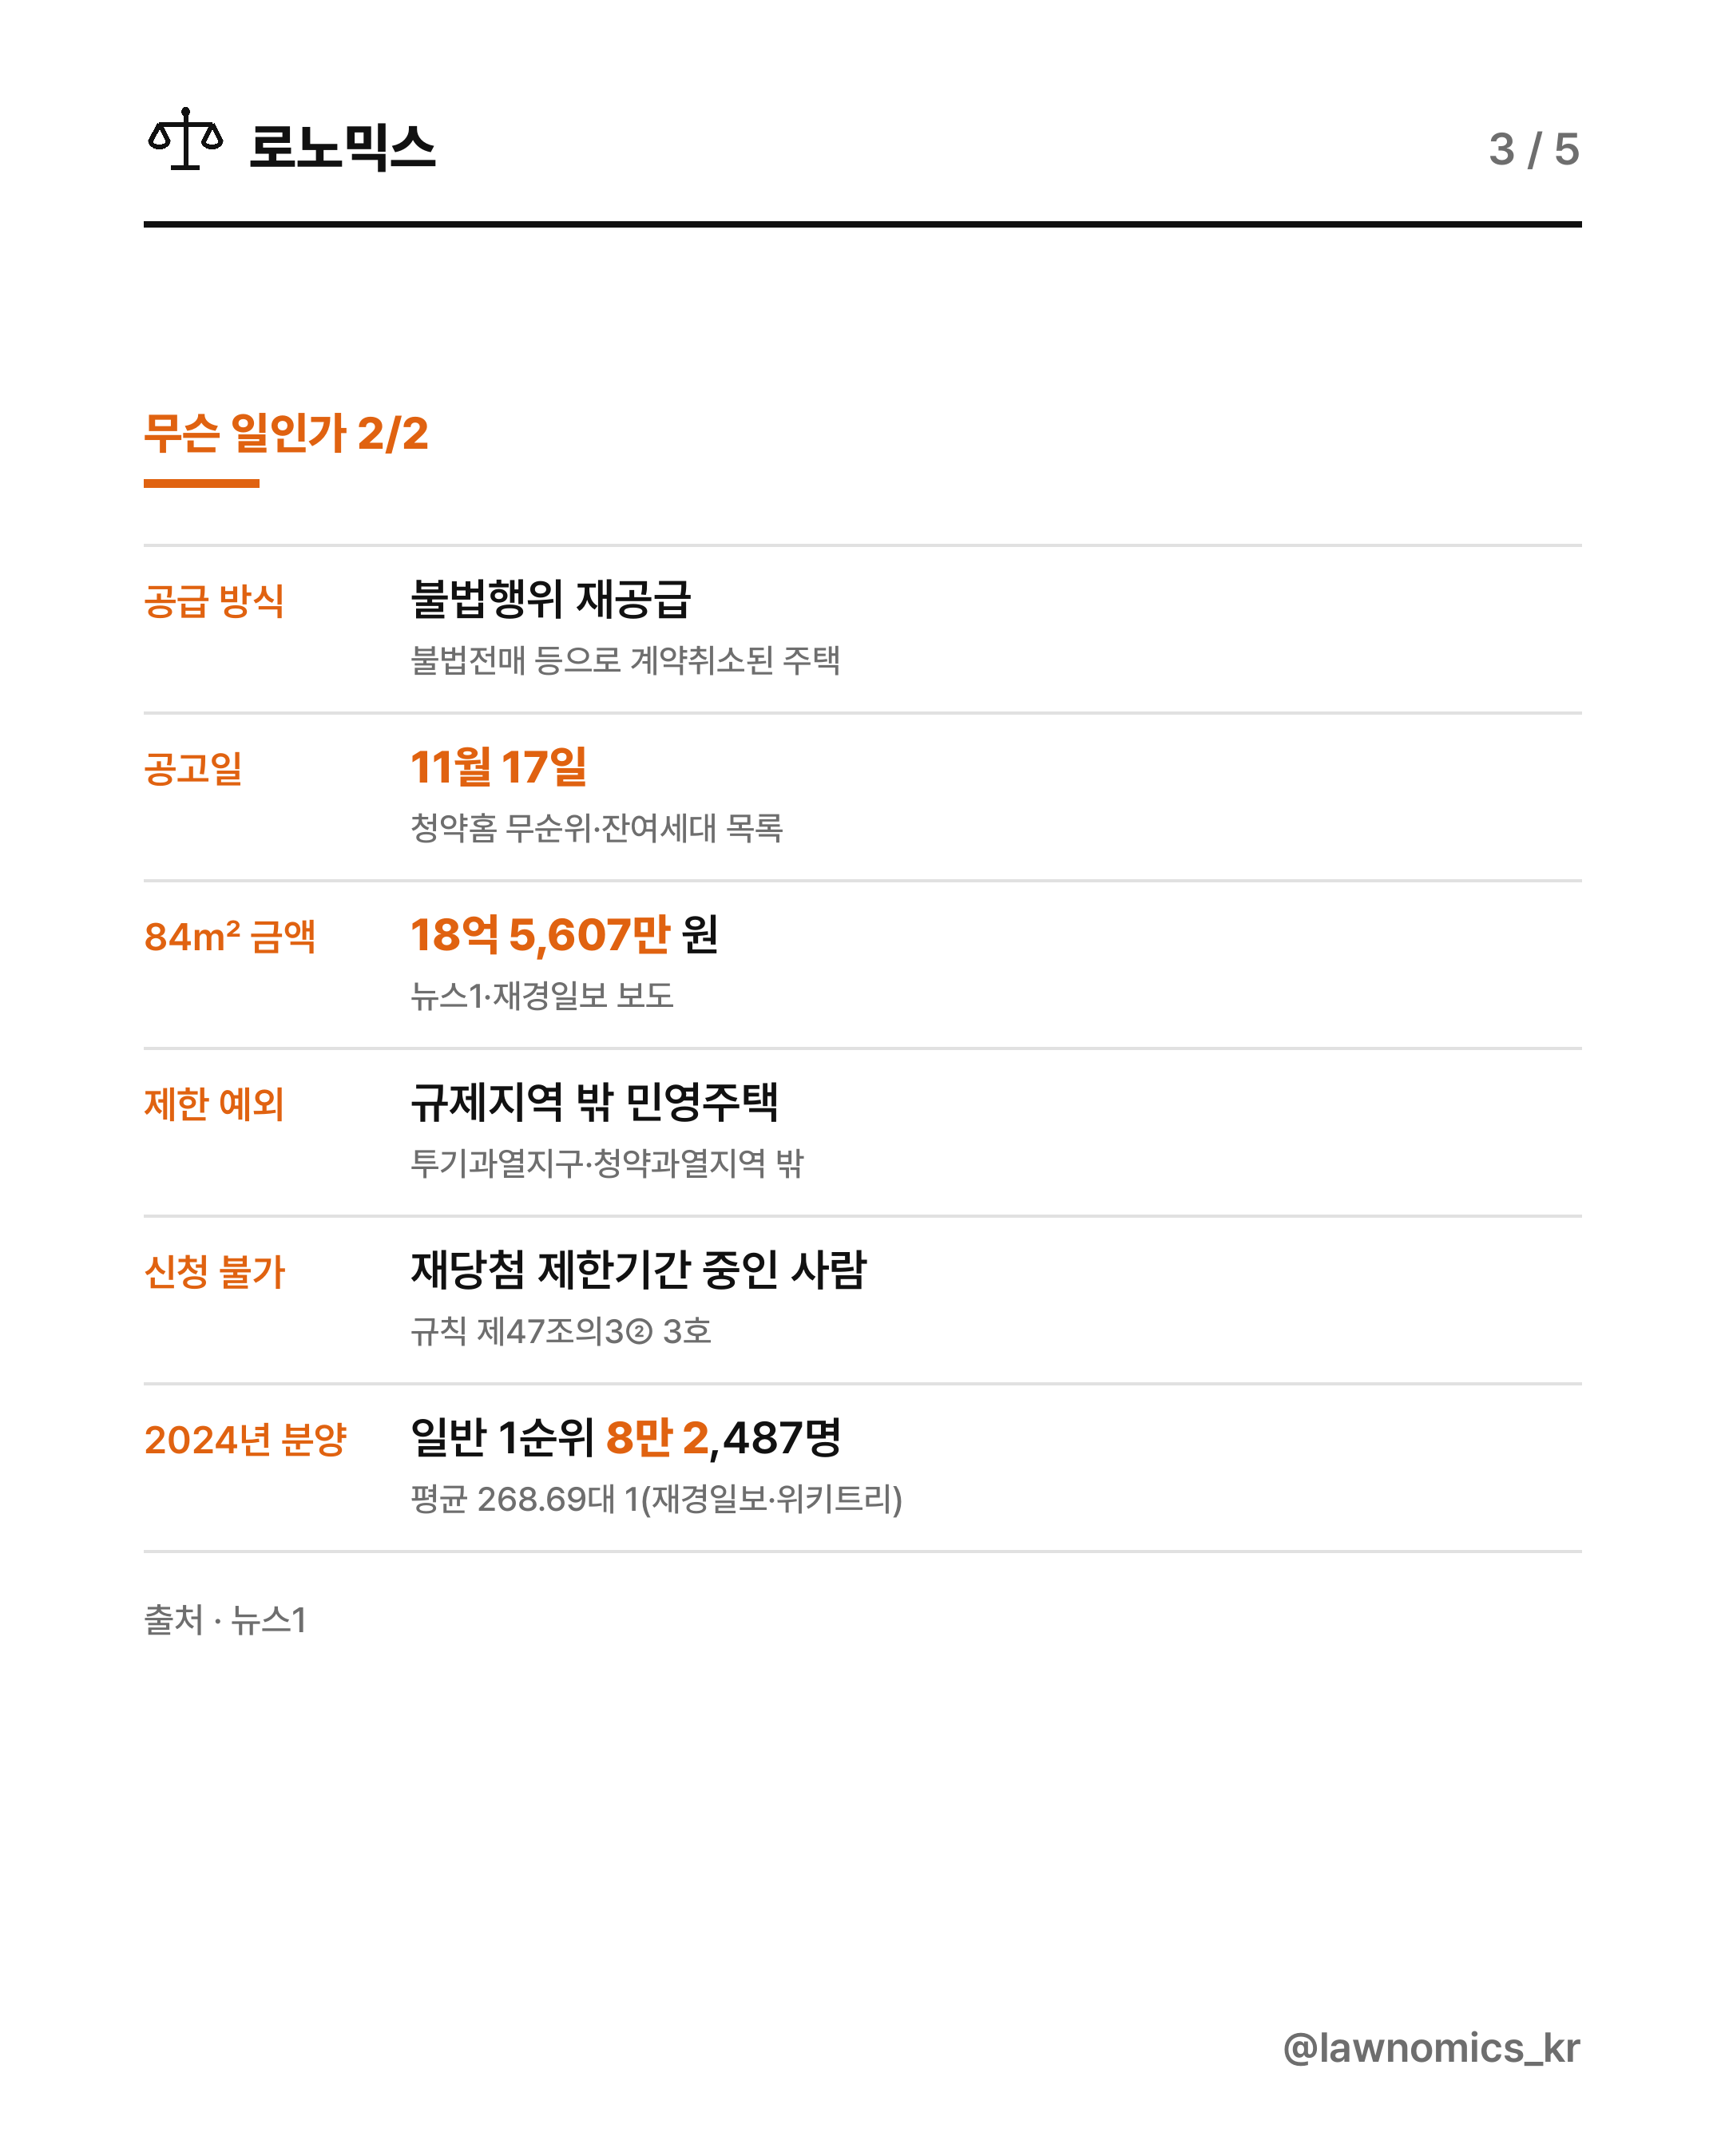 로노믹스
3 / 5
무슨 일인가 2/2
공급 방식
불법행위 재공급
불법전매 등으로 계약취소된 주택
공고일
11월 17일
청약홈 무순위·잔여세대 목록
84m² 금액
18억 5,607만 원
뉴스1·재경일보 보도
제한 예외
규제지역 밖 민영주택
투기과열지구·청약과열지역 밖
신청 불가
재당첨 제한기간 중인 사람
규칙 제47조의3② 3호
2024년 분양
일반 1순위 8만 2,487명
평균 268.69대 1(재경일보·위키트리)
출처 · 뉴스1
@lawnomics_kr